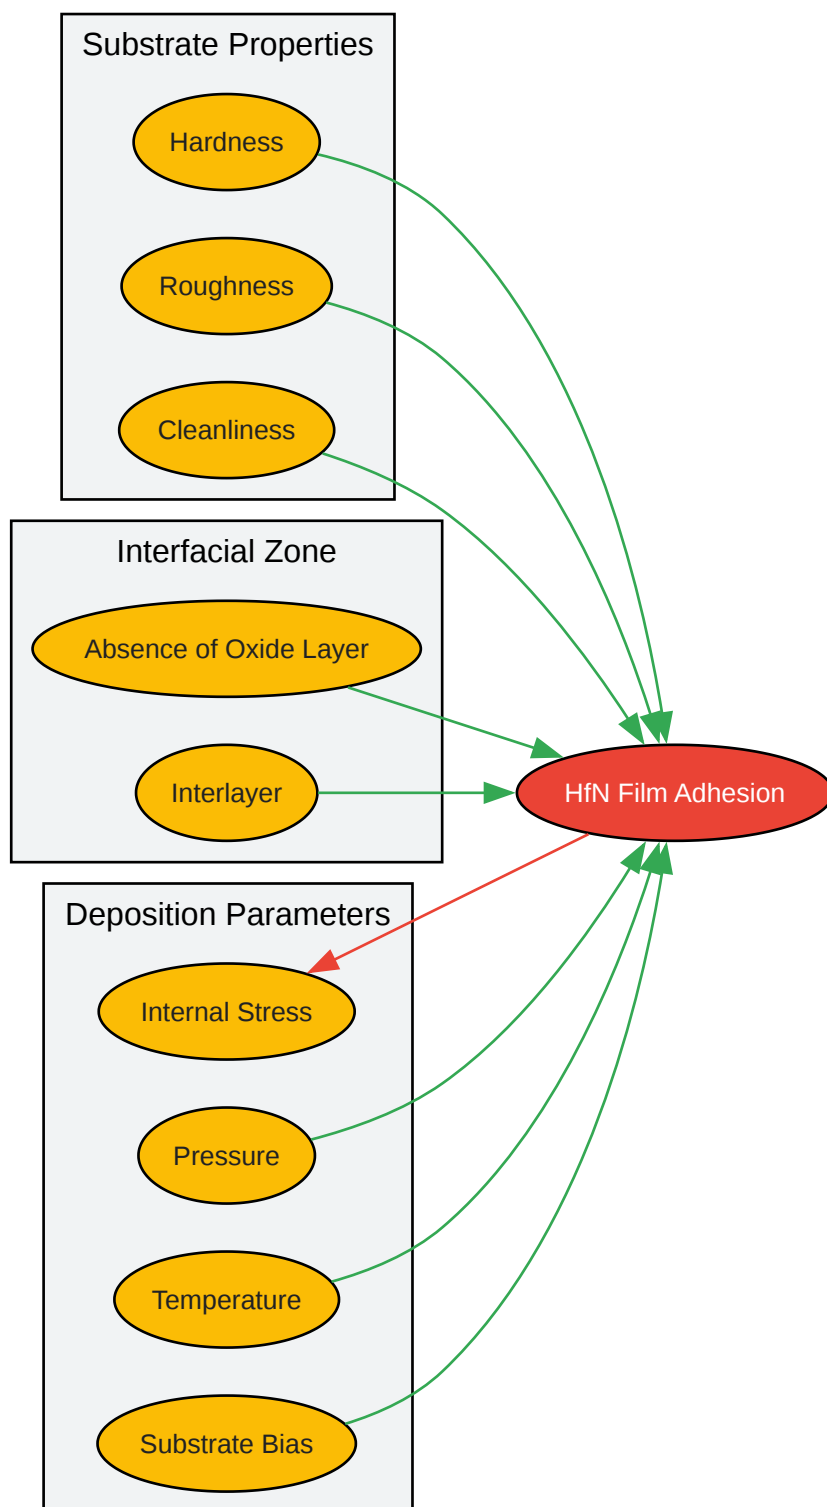 Substrate Properties
Hardness
Roughness
Cleanliness
Interfacial Zone
Absence of Oxide Layer
Interlayer
HfN Film Adhesion
Deposition Parameters
Internal Stress
Pressure
Temperature
Substrate Bias